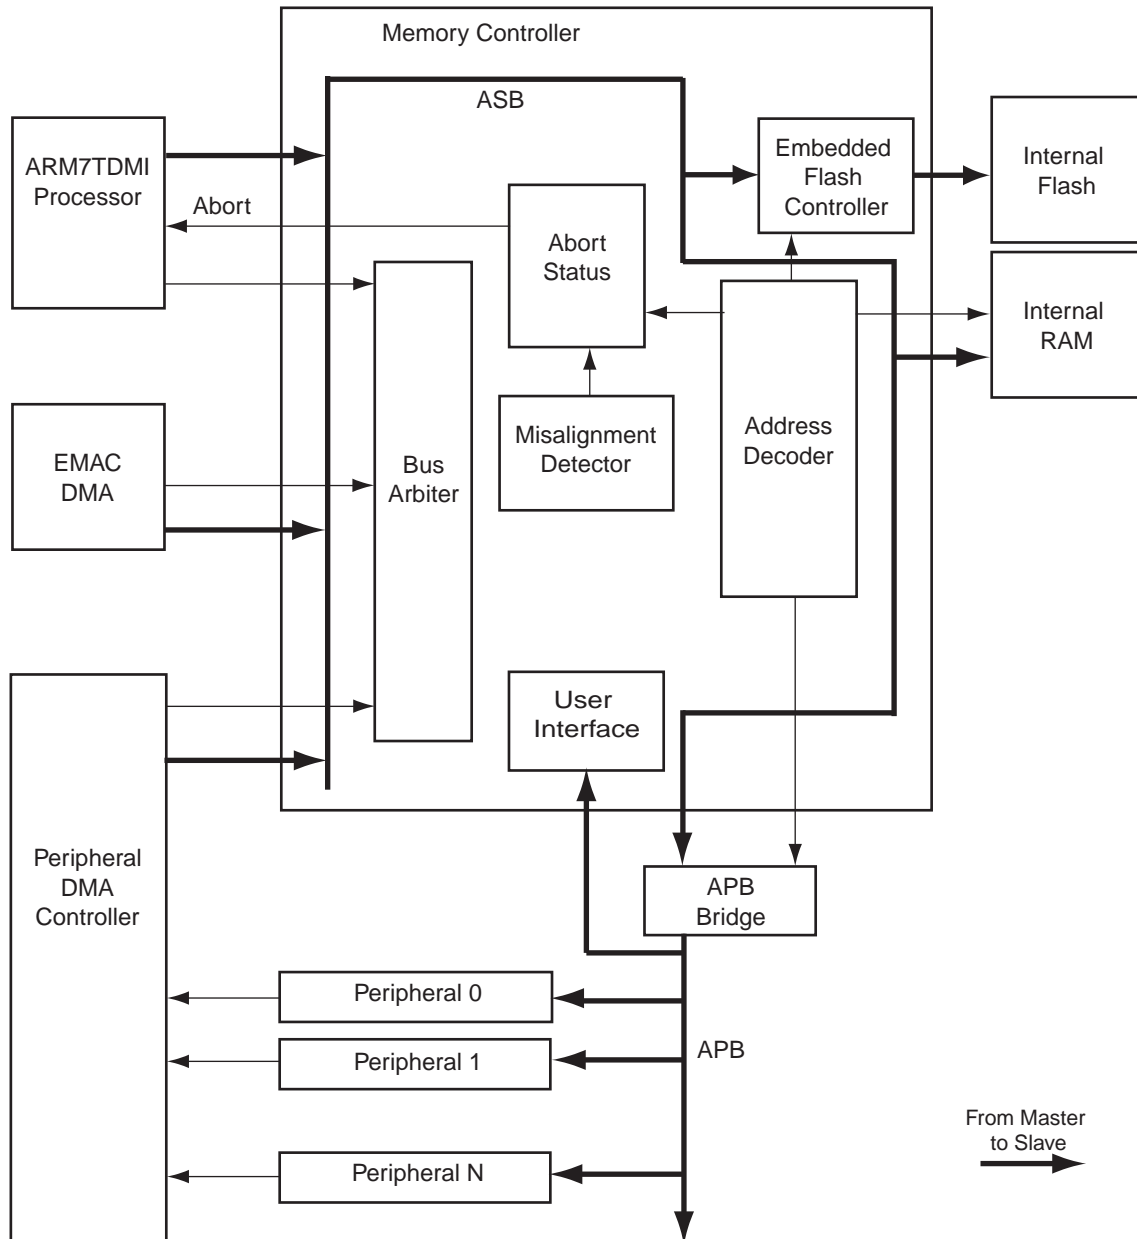 Memory Controller
ASB
ARM7TDMI
Processor
Abort
Embedded
Flash
Controller
Internal
Flash
Abort
Status
Internal
RAM
EMAC
DMA
Bus
Arbiter
Misalignment
Detector
Address
Decoder
User
Interface
Peripheral
DMA
Controller
APB
Bridge
Peripheral 0
Peripheral 1
APB
Peripheral N
From Master
to Slave